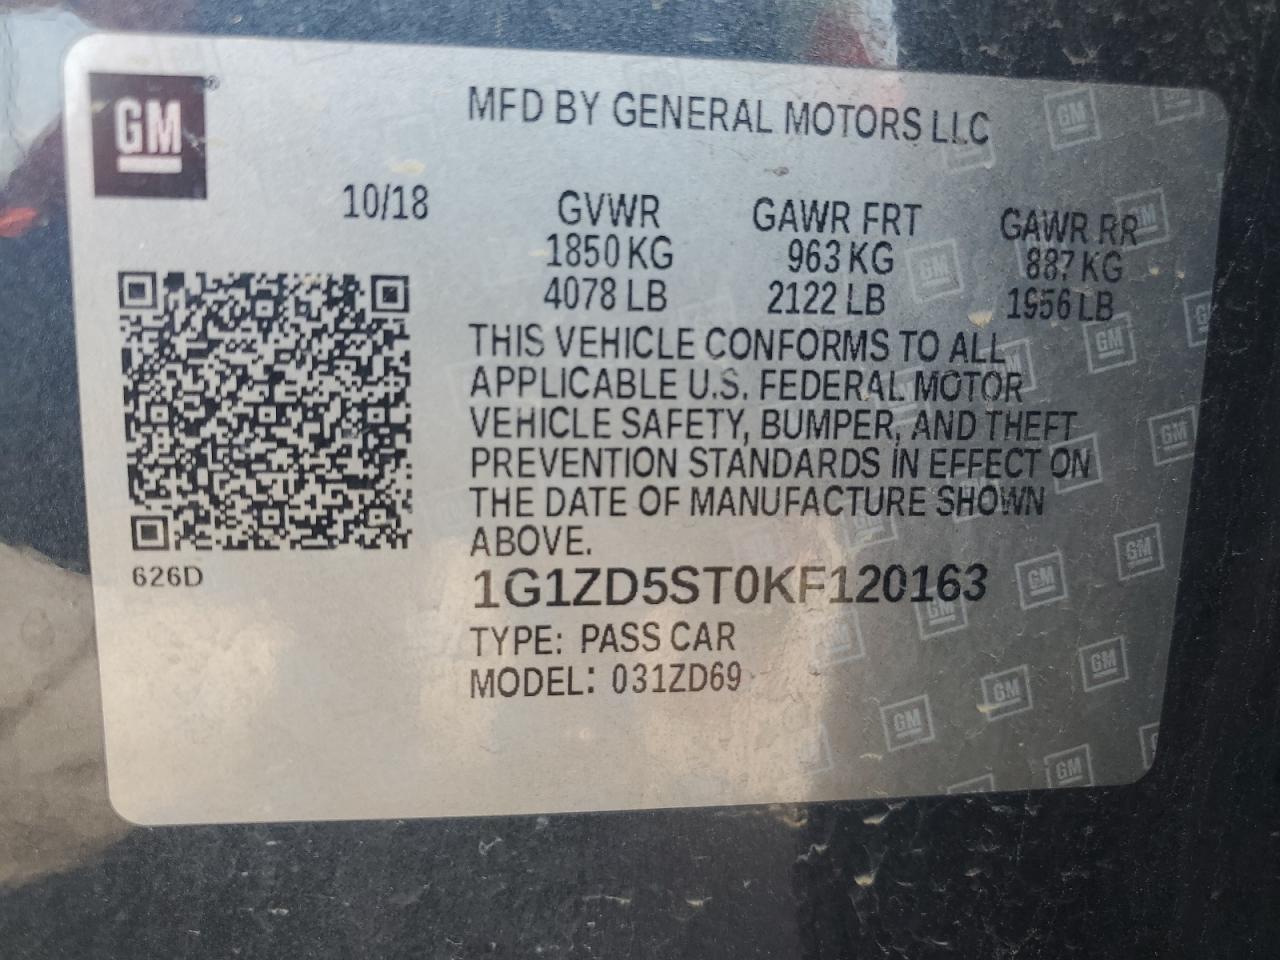 GM
MFD BY GENERAL MOTORS LLC
10/18
GVWR GAWR FRT GAWR RR
1850 KG 963 KG 887 KG
4078 LB 2122 LB 1956 LB
THIS VEHICLE CONFORMS TO ALL
APPLICABLE U.S. FEDERAL MOTOR
VEHICLE SAFETY, BUMPER, AND THEFT
PREVENTION STANDARDS IN EFFECT ON
THE DATE OF MANUFACTURE SHOWN
ABOVE.
626D
1G1ZD5ST0KF120163
TYPE: PASS CAR
MODEL: 031ZD69